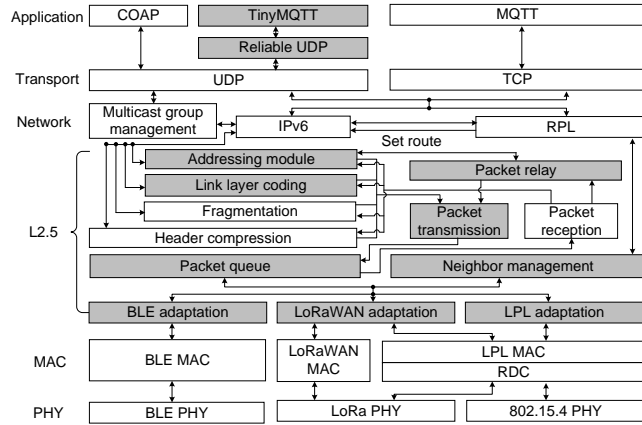 Application
COAP
TinyMQTT
MQTT
Reliable UDP
Transport
UDP
TCP
Network
Multicast group
management
IPv6
RPL
Set route
L2.5
Addressing module
Packet relay
Link layer coding
Fragmentation
Packet
transmission
Packet
reception
Header compression
Packet queue
Neighbor management
BLE adaptation
LoRaWAN adaptation
LPL adaptation
MAC
BLE MAC
LoRaWAN
MAC
LPL MAC
RDC
PHY
BLE PHY
LoRa PHY
802.15.4 PHY